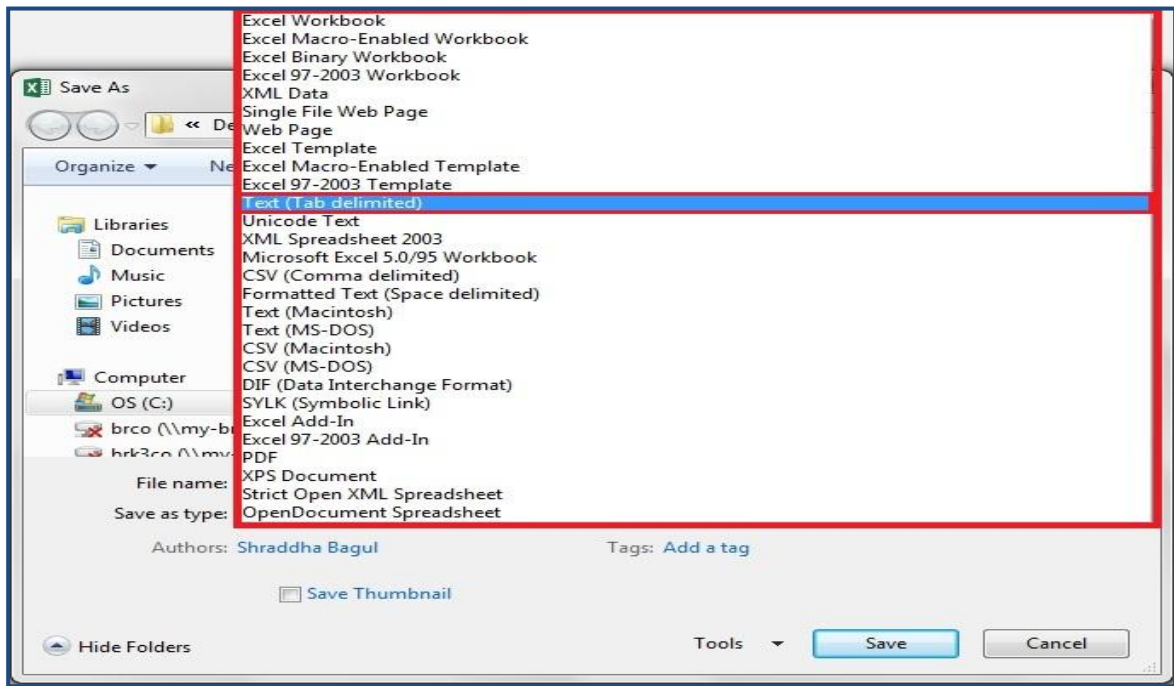 Excel Workbook
Excel Macro-Enabled Workbook
Excel Binary Workbook
Excel 97-2003 Workbook
XML Data
Single File Web Page
Web Page
Excel Template
Excel Macro-Enabled Template
Excel 97-2003 Template
Text (Tab delimited)
Unicode Text
XML Spreadsheet 2003
Microsoft Excel 5.0/95 Workbook
CSV (Comma delimited)
Formatted Text (Space delimited)
Text (Macintosh)
Text (MS-DOS)
CSV (Macintosh)
CSV (MS-DOS)
DIF (Data Interchange Format)
SYLK (Symbolic Link)
Excel Add-In
Excel 97-2003 Add-In
PDF
XPS Document
Strict Open XML Spreadsheet
OpenDocument Spreadsheet
Save As
« De
Organize Ne
Libraries
Documents
Music
Pictures
Videos
Computer
OS (C:)
brco (\\my-b
hrk3co (\\my-
File name:
Save as type:
Authors: Shraddha Bagul Tags: Add a tag
Save Thumbnail
Hide Folders Tools Save Cancel